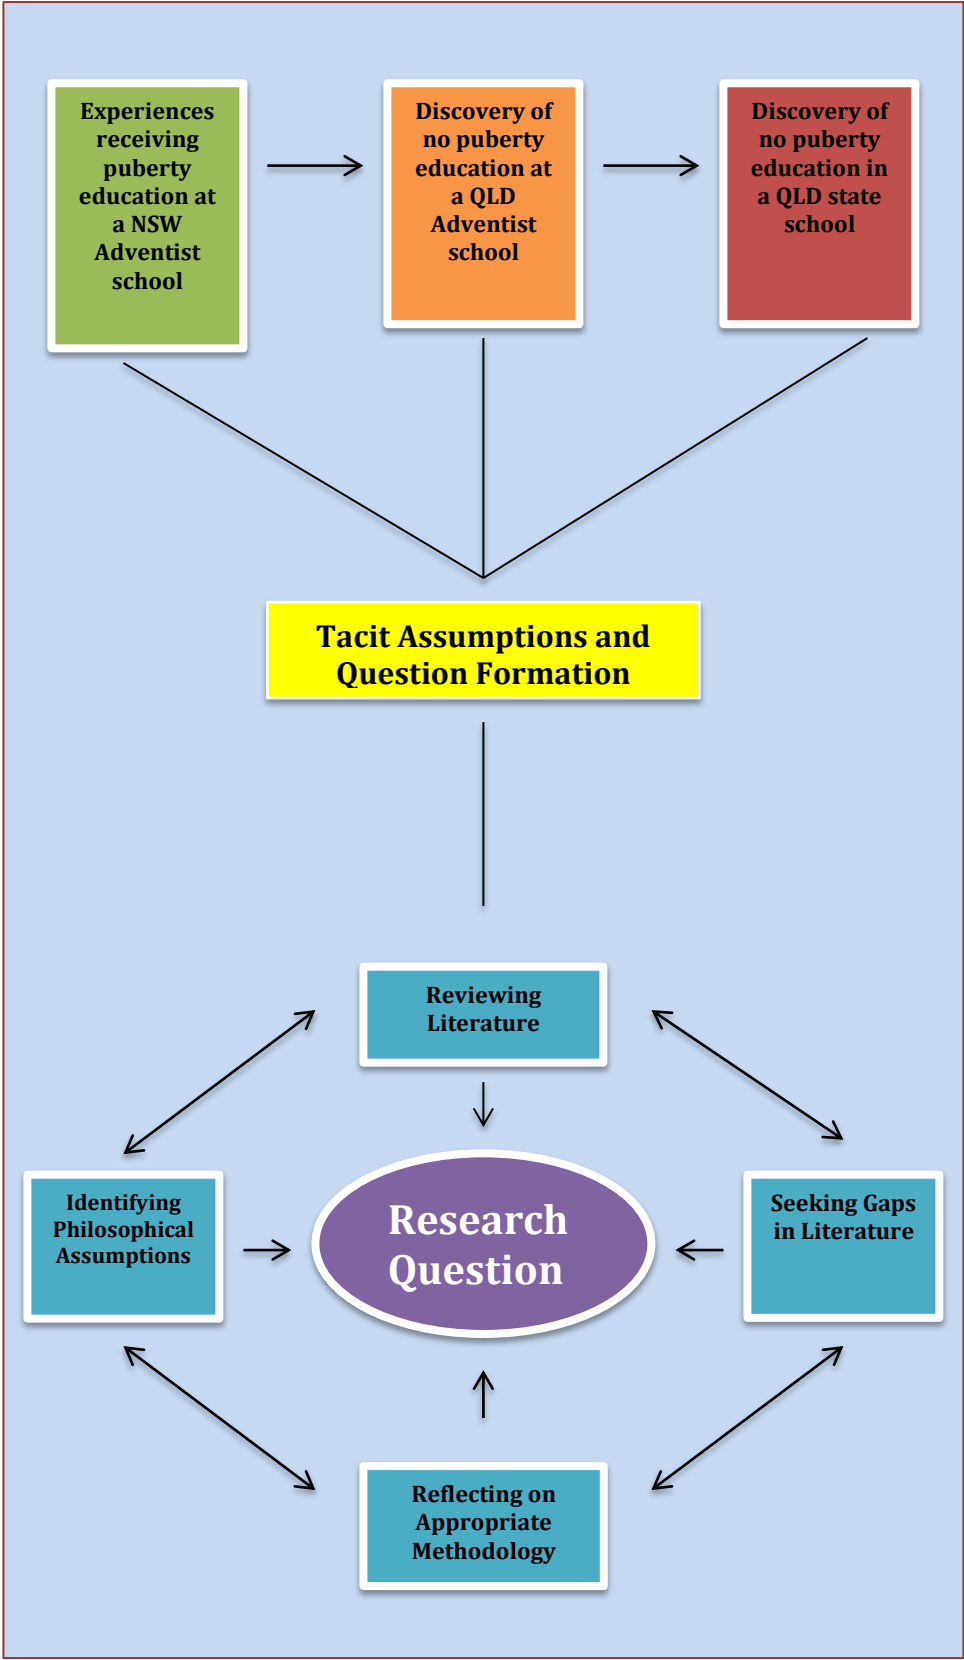 Experiences
receiving
puberty
education at
a NSW
Adventist
school
Discovery of
no puberty
education at
a QLD
Adventist
school
Discovery of
no puberty
education in
a QLD state
school
Tacit Assumptions and
Question Formation
Reviewing
Literature
Identifying
Philosophical
Assumptions
Research
Question
Seeking Gaps
in Literature
Reflecting on
Appropriate
Methodology